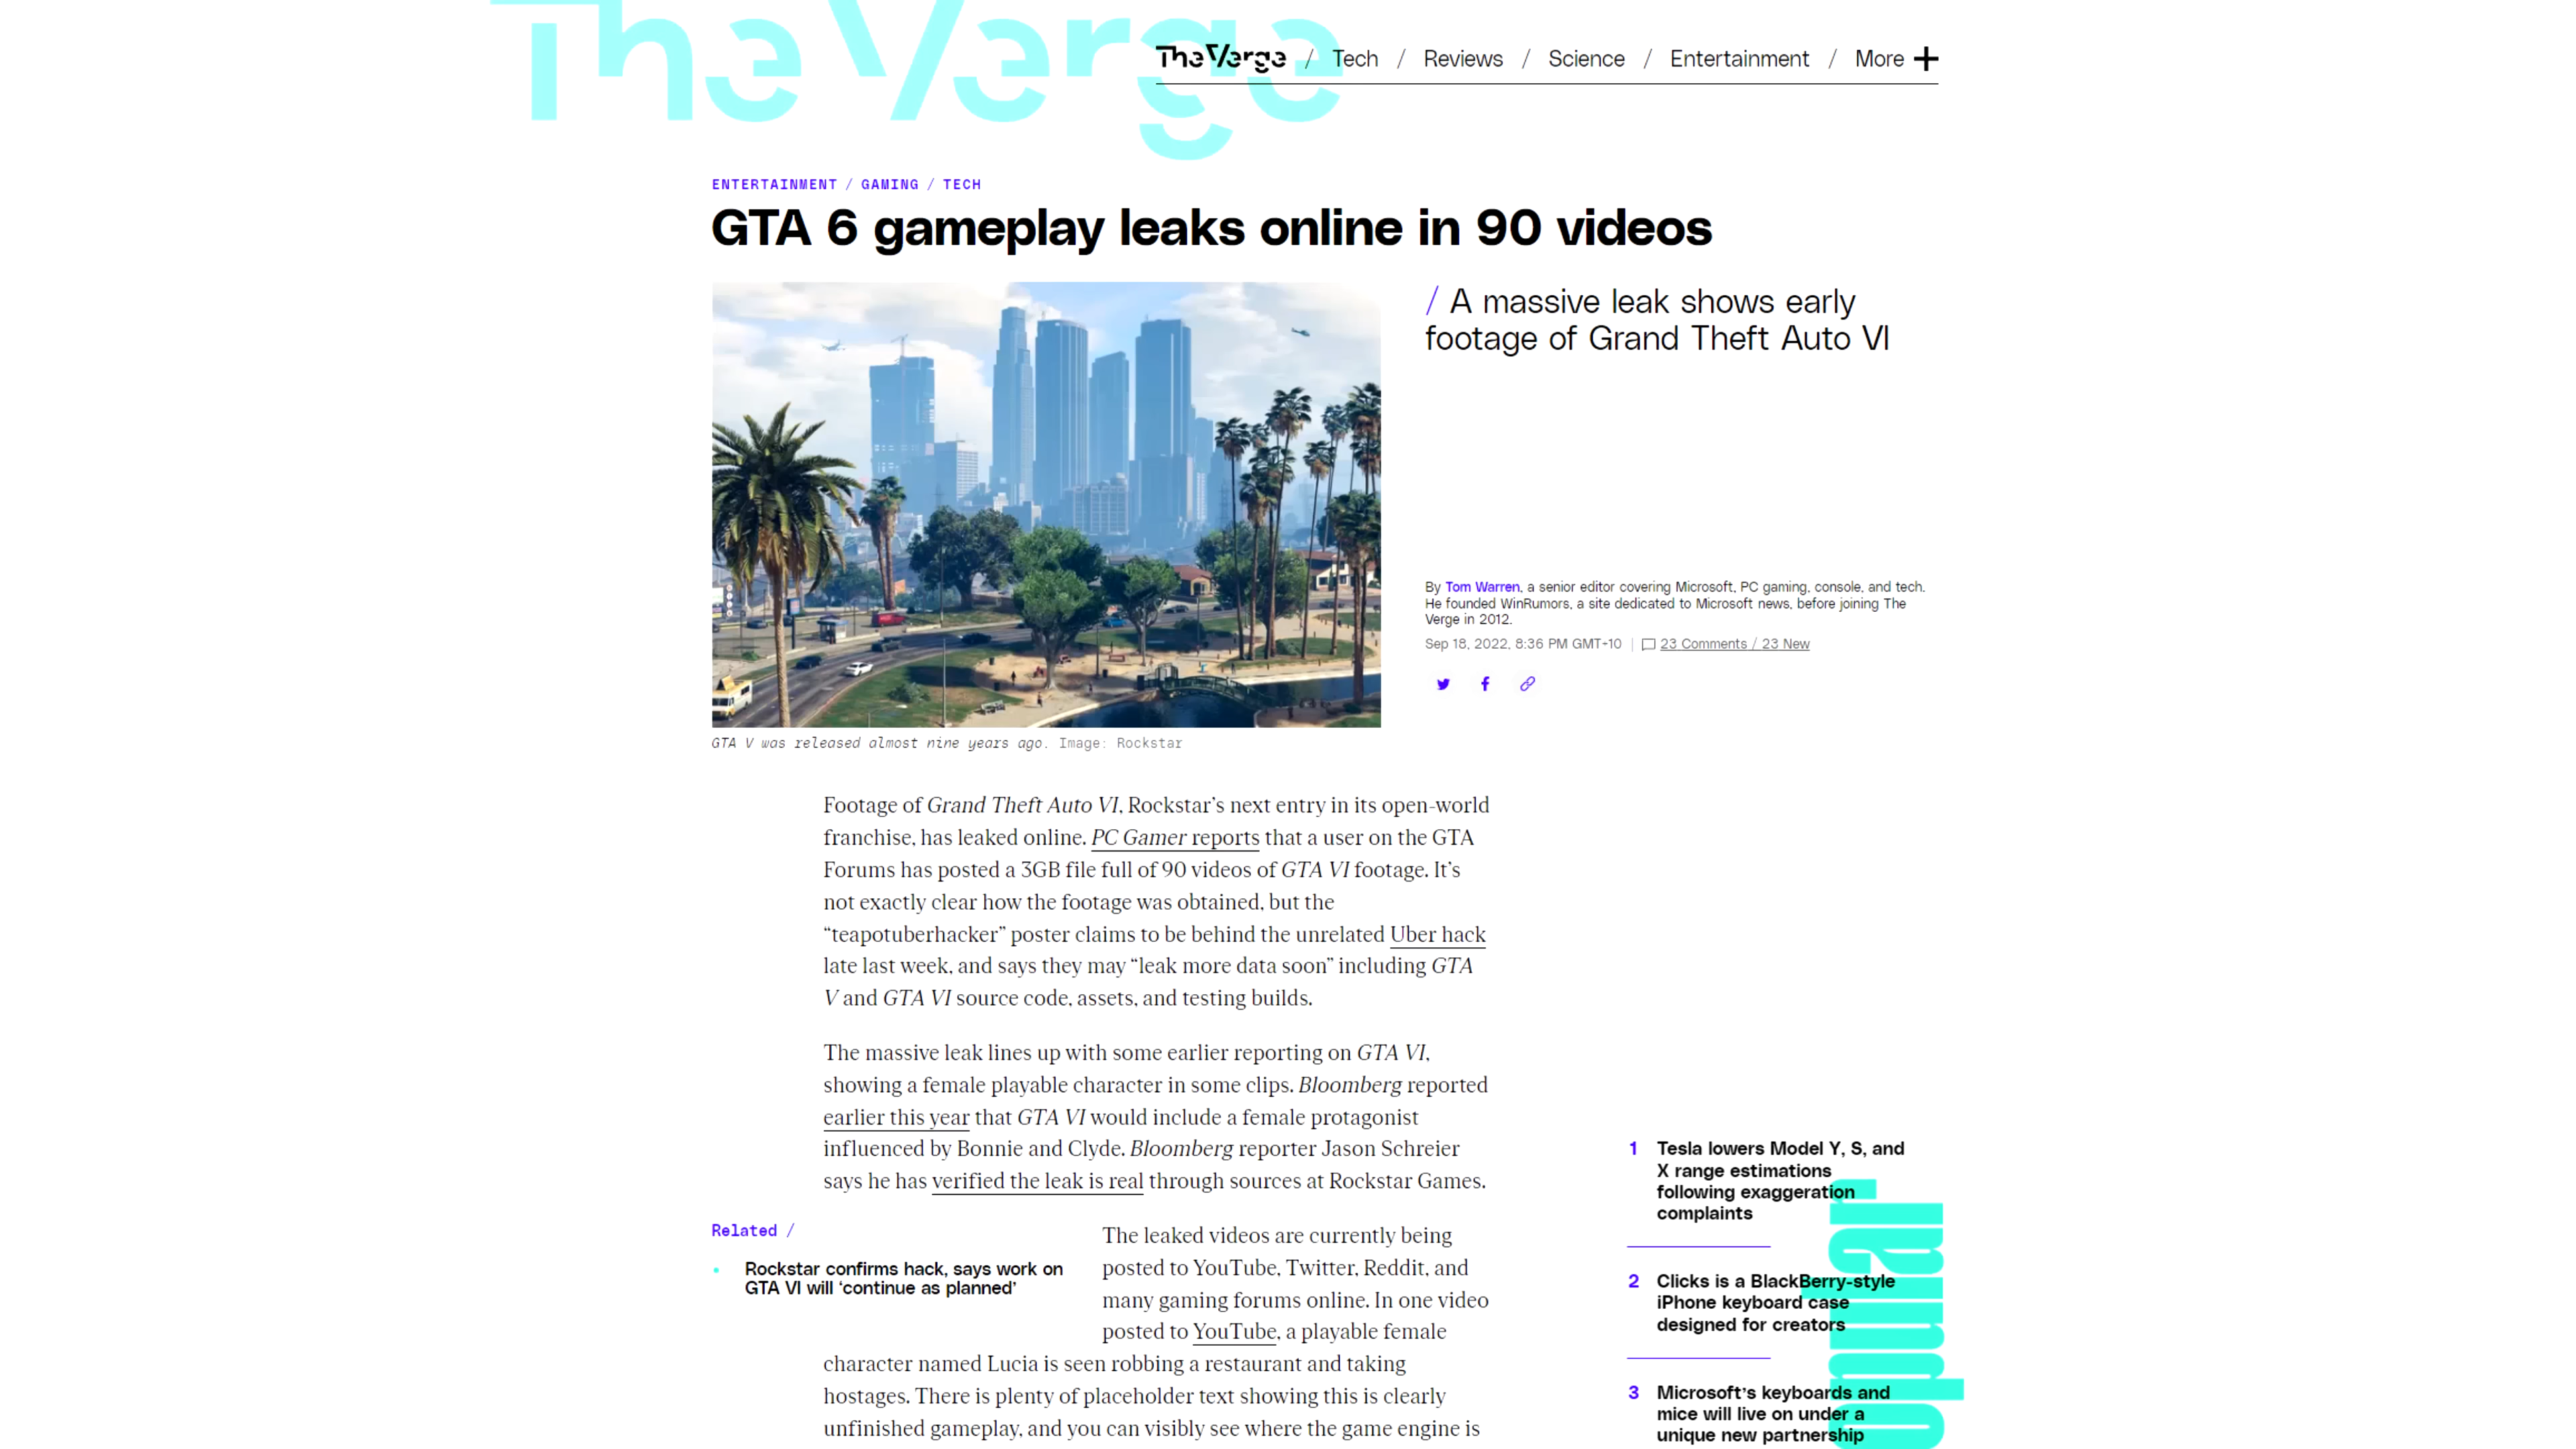 The Verge
The Verge / Tech / Reviews / Science / Entertainment / More +
ENTERTAINMENT / GAMING / TECH
GTA 6 gameplay leaks online in 90 videos
/ A massive leak shows early
footage of Grand Theft Auto VI
By Tom Warren, a senior editor covering Microsoft, PC gaming, console, and tech.
He founded WinRumors, a site dedicated to Microsoft news, before joining The
Verge in 2012.
Sep 18, 2022, 8:36 PM GMT+10 | 23 Comments / 23 New
GTA V was released almost nine years ago. Image: Rockstar
Footage of Grand Theft Auto VI, Rockstar’s next entry in its open-world
franchise, has leaked online. PC Gamer reports that a user on the GTA
Forums has posted a 3GB file full of 90 videos of GTA VI footage. It’s
not exactly clear how the footage was obtained, but the
“teapotuberhacker” poster claims to be behind the unrelated Uber hack
late last week, and says they may “leak more data soon” including GTA
V and GTA VI source code, assets, and testing builds.
The massive leak lines up with some earlier reporting on GTA VI,
showing a female playable character in some clips. Bloomberg reported
earlier this year that GTA VI would include a female protagonist
influenced by Bonnie and Clyde. Bloomberg reporter Jason Schreier
says he has verified the leak is real through sources at Rockstar Games.
Related /
Rockstar confirms hack, says work on
GTA VI will ‘continue as planned’
The leaked videos are currently being
posted to YouTube, Twitter, Reddit, and
many gaming forums online. In one video
posted to YouTube, a playable female
character named Lucia is seen robbing a restaurant and taking
hostages. There is plenty of placeholder text showing this is clearly
unfinished gameplay, and you can visibly see where the game engine is
1 Tesla lowers Model Y, S, and
X range estimations
following exaggeration
complaints
2 Clicks is a BlackBerry-style
iPhone keyboard case
designed for creators
3 Microsoft’s keyboards and
mice will live on under a
unique new partnership